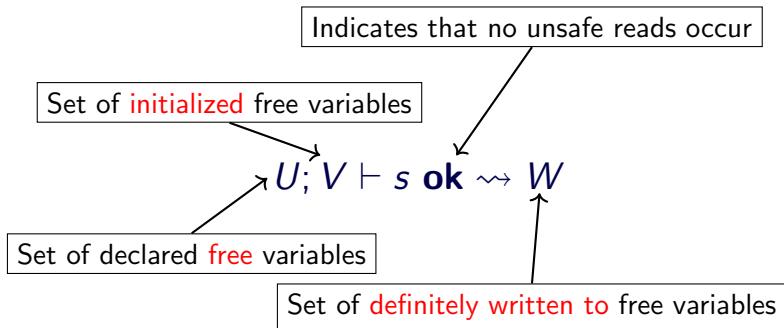 Indicates that no unsafe reads occur
Set of initialized free variables
U; V ⊢ s ok ⇝ W
Set of declared free variables
Set of definitely written to free variables